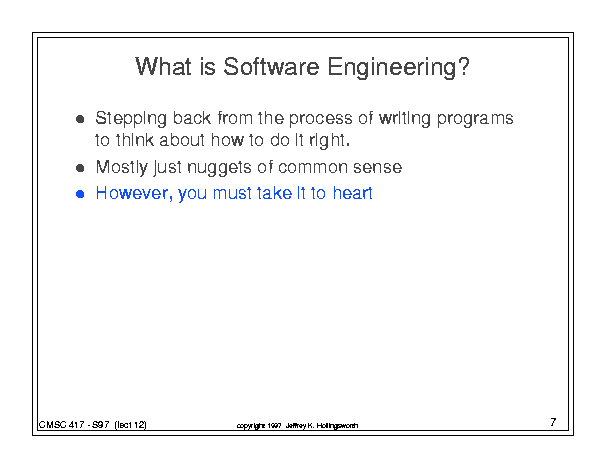 What is Software Engineering?
● Stepping back from the process of writing programs
to think about how to do it right.
● Mostly just nuggets of common sense
● However, you must take it to heart
CMSC 417 - S97 (lect 12)
copyright 1997 Jeffrey K. Hollingsworth
7